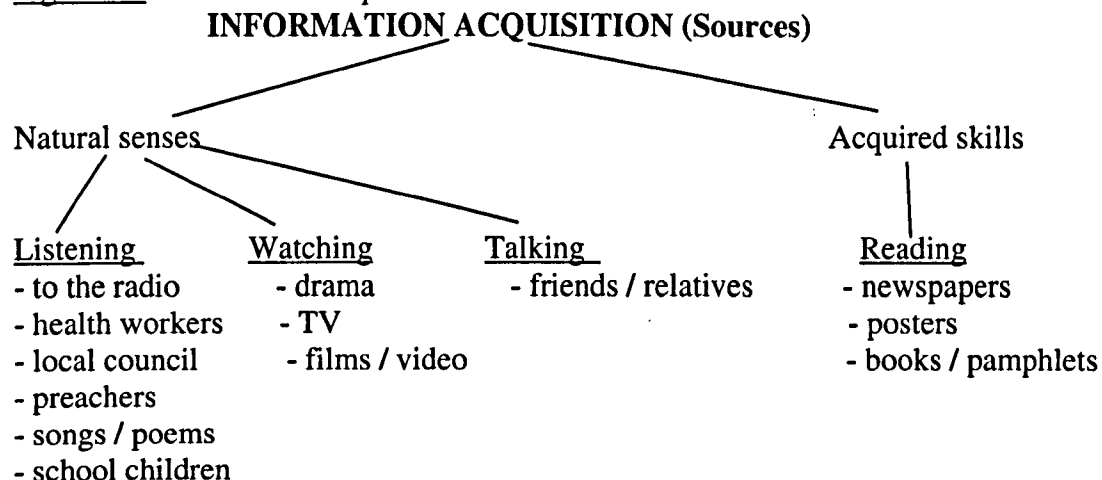 INFORMATION ACQUISITION (Sources)
Natural senses
Acquired skills
Listening
- to the radio
- health workers
- local council
- preachers
- songs / poems
- school children
Watching
- drama
- TV
- films / video
Talking
- friends / relatives
Reading
- newspapers
- posters
- books / pamphlets